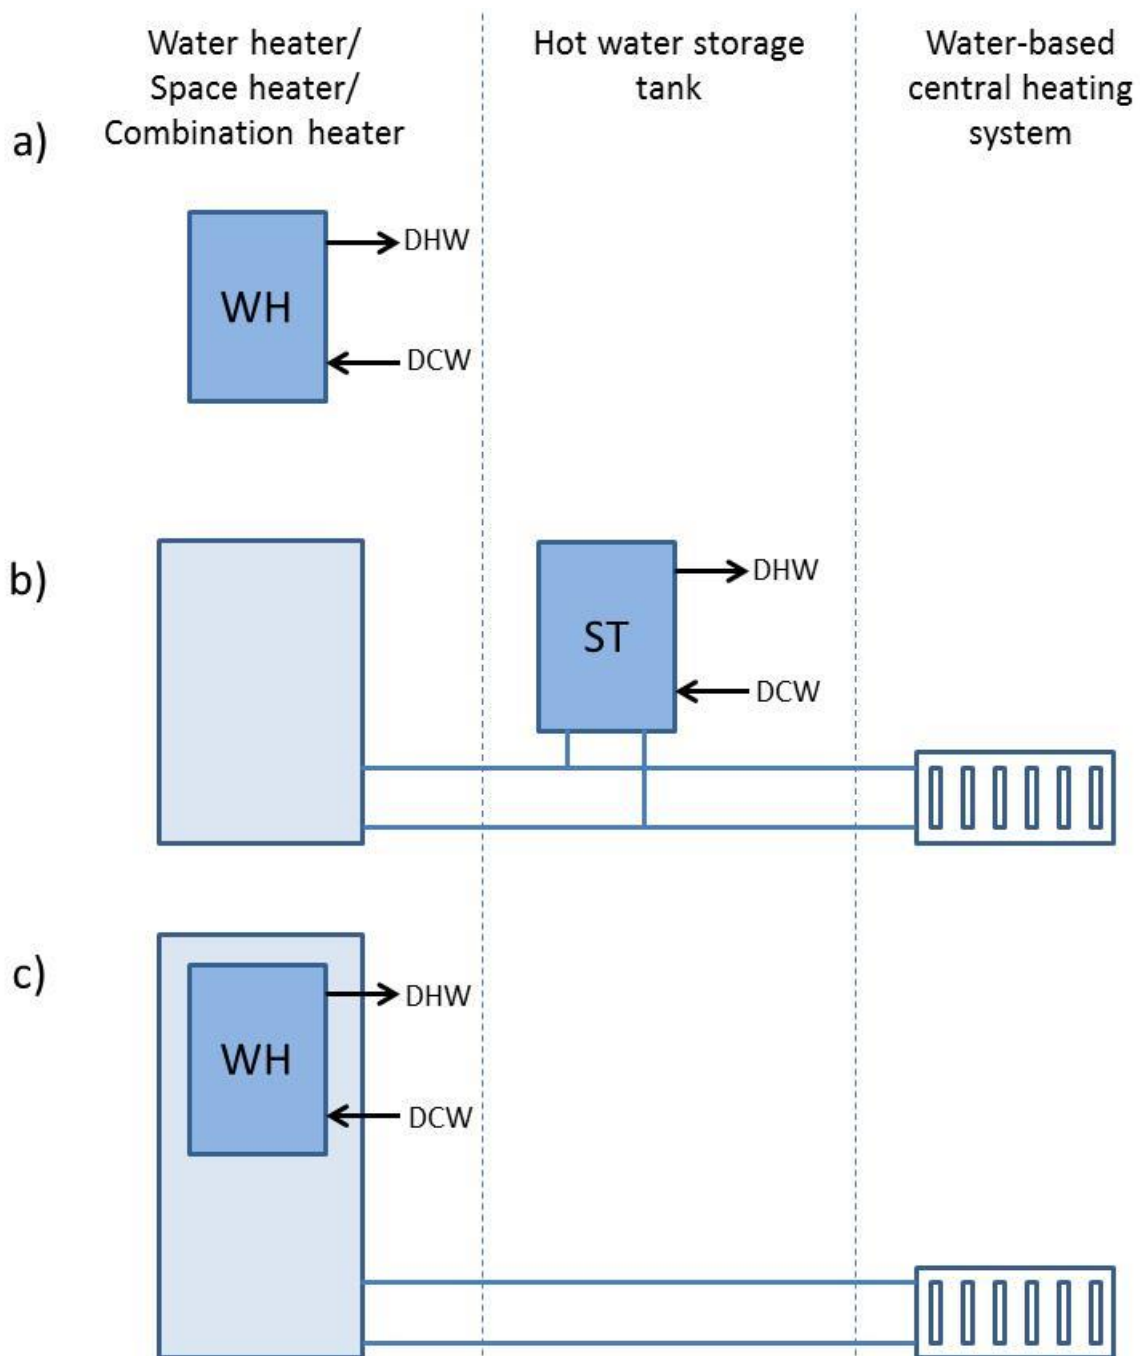 Water heater/
Space heater/
Combination heater
Hot water storage
tank
Water-based
central heating
system
a)
DHW
WH
DCW
b)
DHW
ST
DCW
c)
DHW
WH
DCW